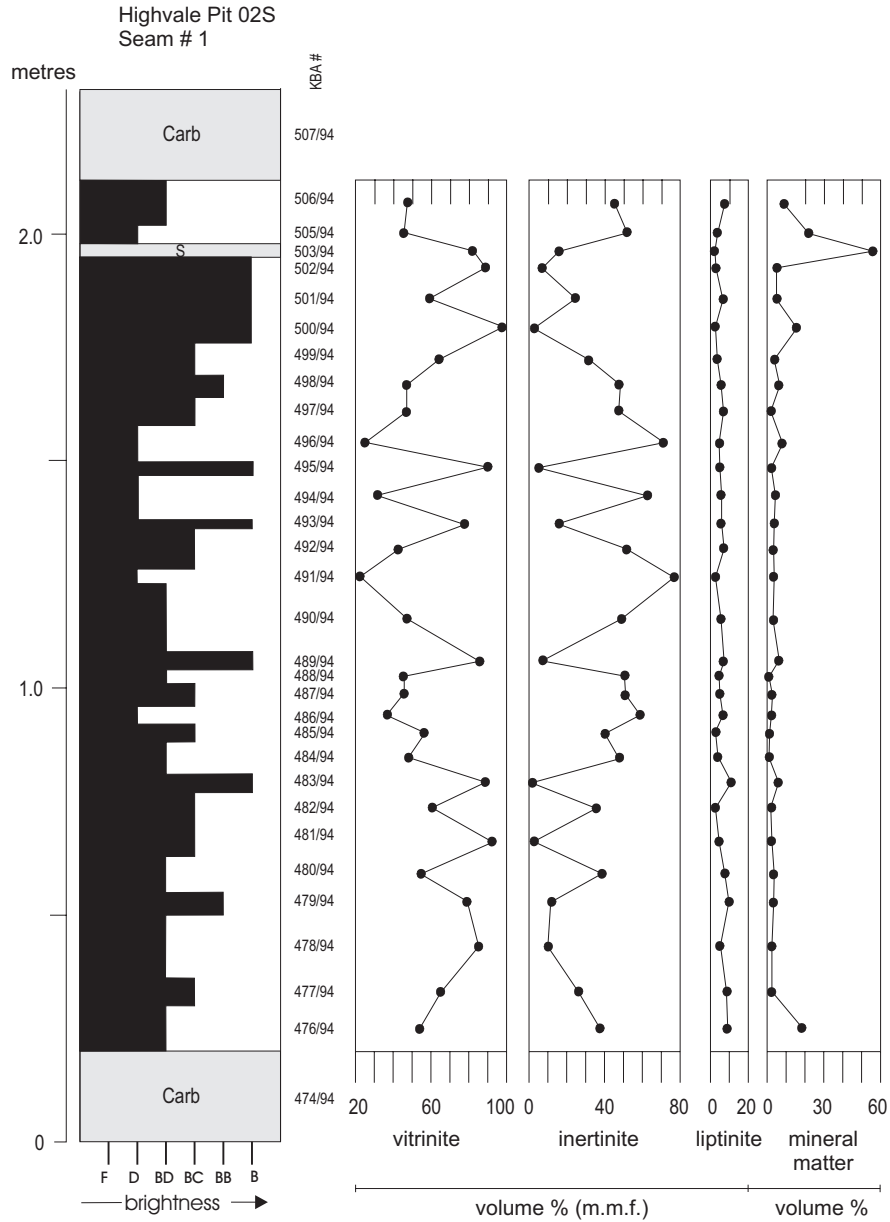 Highvale Pit 02S
Seam # 1
metres
KBA #
Carb
507/94
506/94
2.0
505/94
S
503/94
502/94
501/94
500/94
499/94
498/94
497/94
496/94
495/94
494/94
493/94
492/94
491/94
490/94
489/94
488/94
1.0
487/94
486/94
485/94
484/94
483/94
482/94
481/94
480/94
479/94
478/94
477/94
476/94
Carb
474/94
0
20 60 100
0 40 80
0 20
0 30 60
vitrinite
inertinite
liptinite
mineral
matter
F D BD BC BB B
brightness
volume % (m.m.f.)
volume %